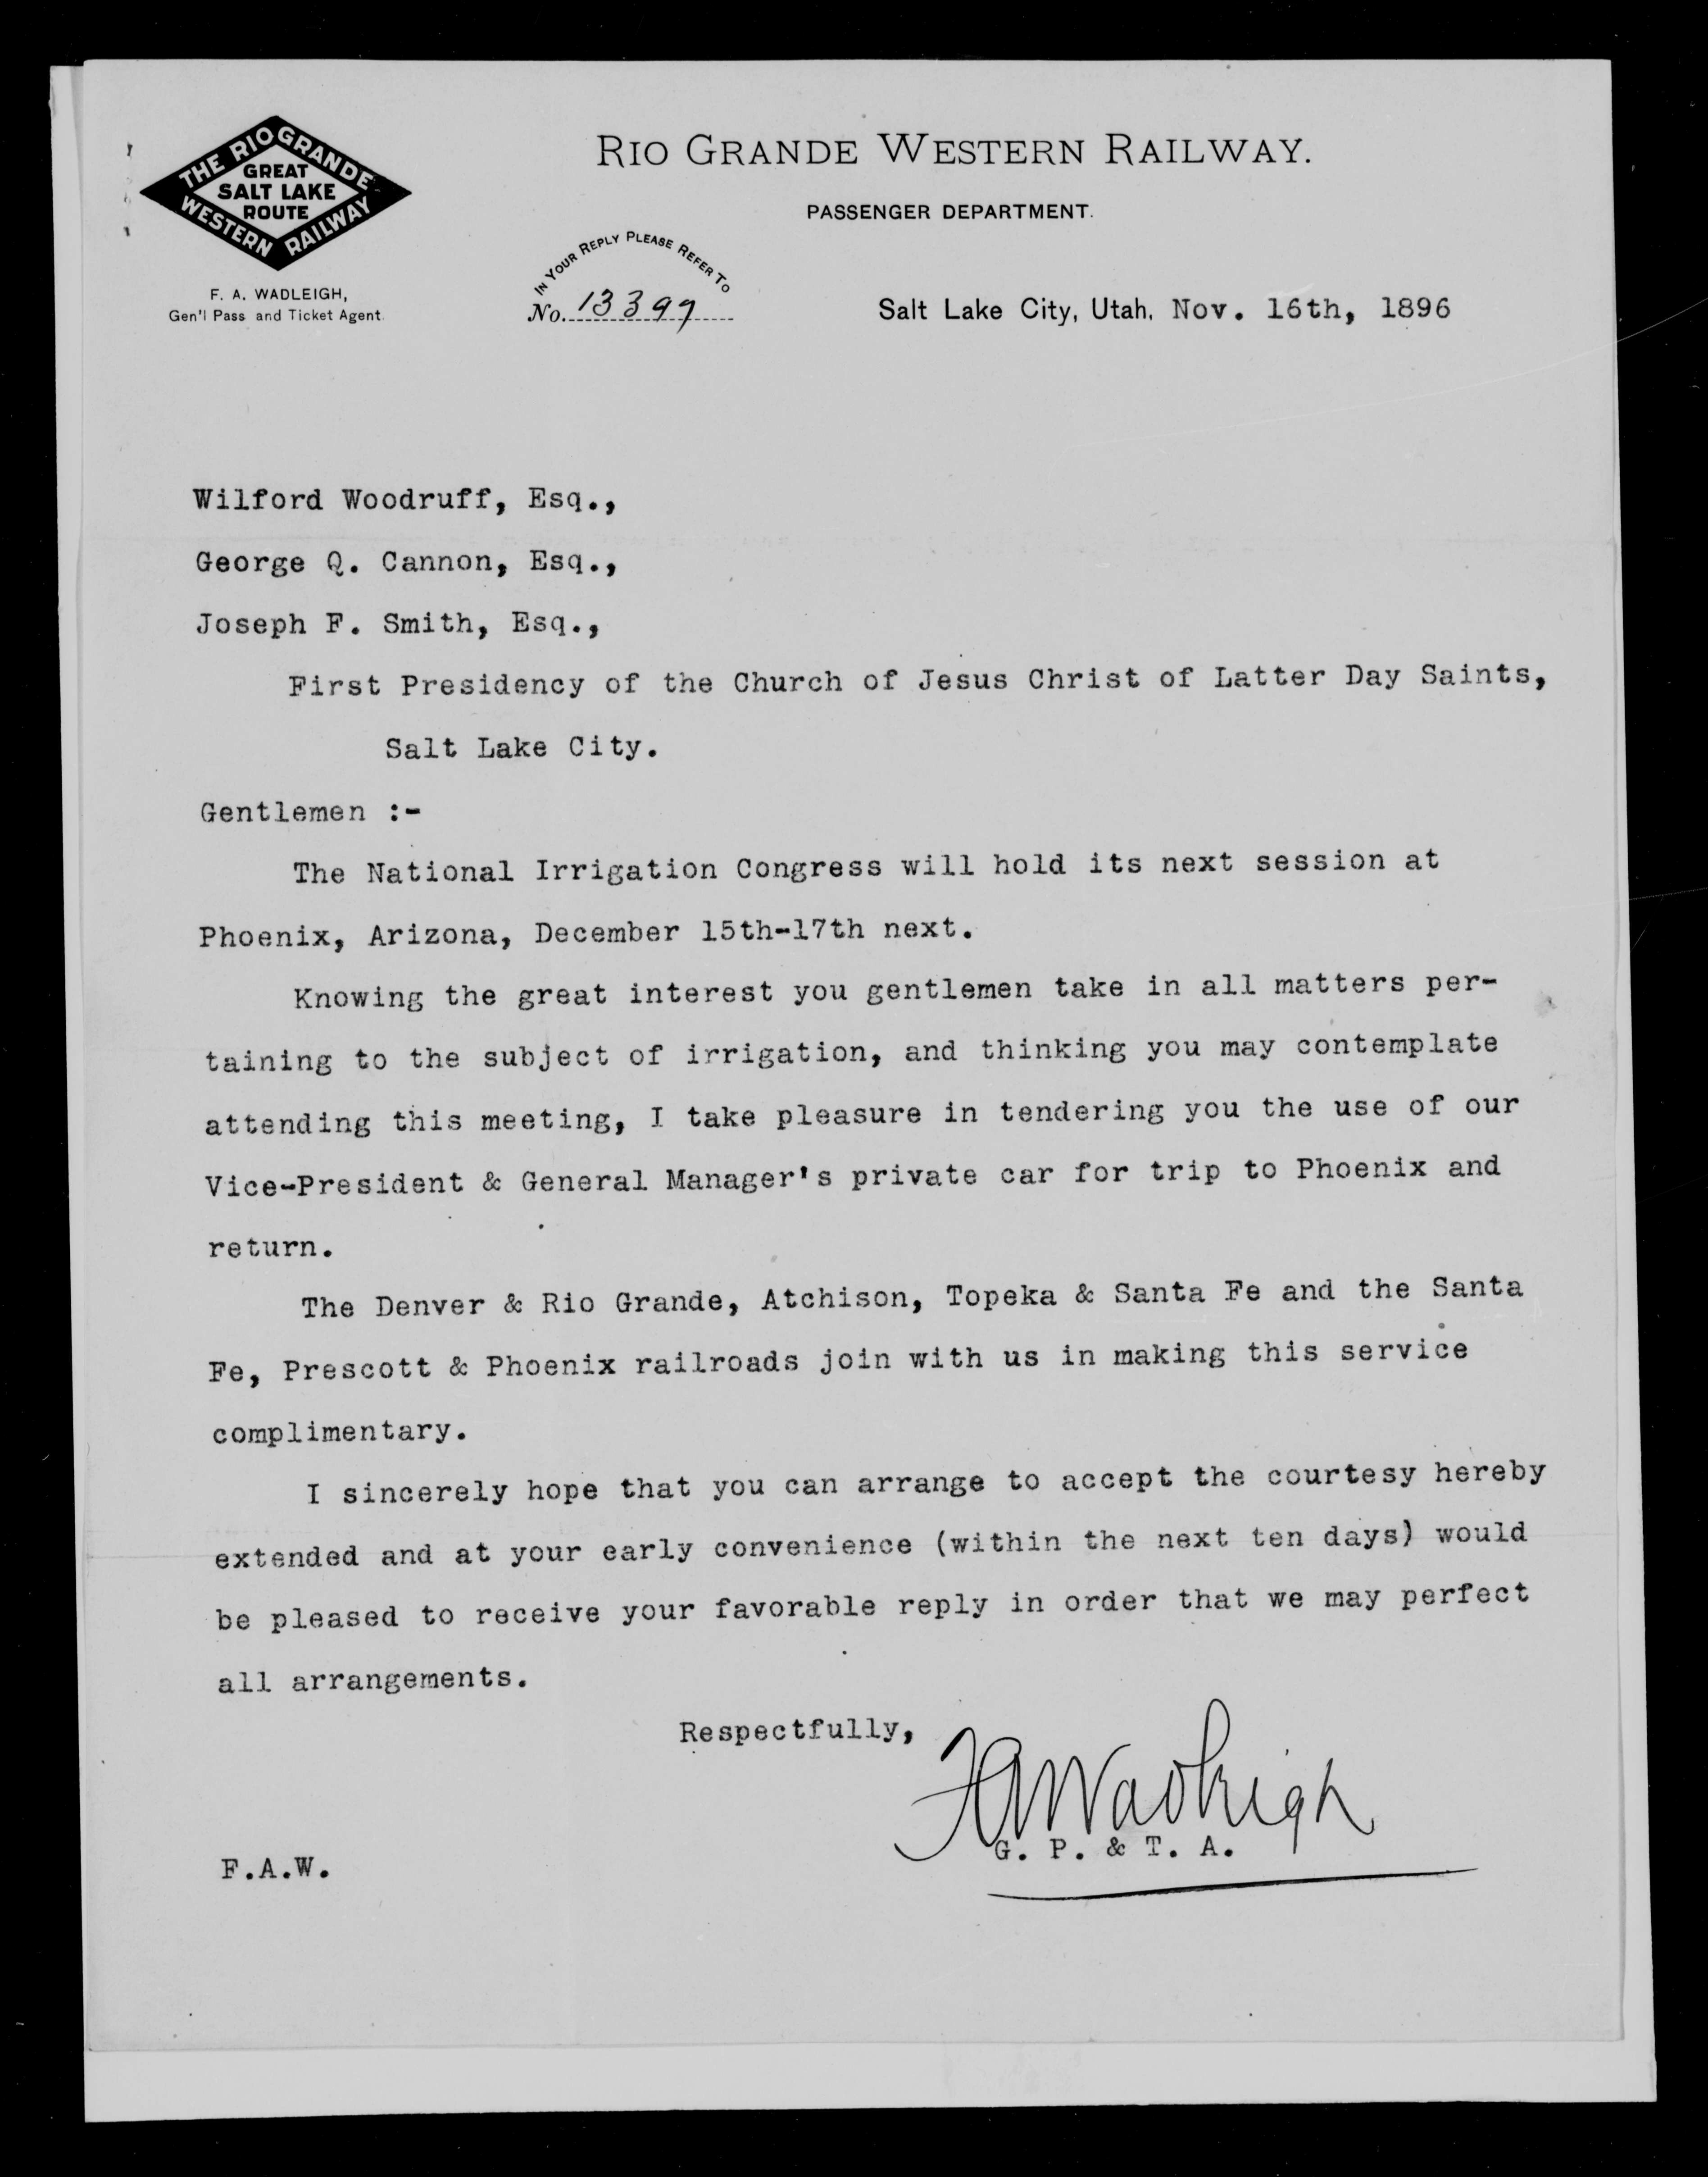 THE RIO GRANDE
GREAT
SALT LAKE
ROUTE
WESTERN RAILWAY
F. A. WADLEIGH,
Gen'l Pass and Ticket Agent.
RIO GRANDE WESTERN RAILWAY.
PASSENGER DEPARTMENT.
IN YOUR REPLY PLEASE REFER TO
No. 13397
Salt Lake City, Utah, Nov. 16th, 1896
Wilford Woodruff, Esq.,
George Q. Cannon, Esq.,
Joseph F. Smith, Esq.,
First Presidency of the Church of Jesus Christ of Latter Day Saints,
Salt Lake City.
Gentlemen :-
The National Irrigation Congress will hold its next session at
Phoenix, Arizona, December 15th-17th next.
Knowing the great interest you gentlemen take in all matters per-
taining to the subject of irrigation, and thinking you may contemplate
attending this meeting, I take pleasure in tendering you the use of our
Vice-President & General Manager's private car for trip to Phoenix and
return.
The Denver & Rio Grande, Atchison, Topeka & Santa Fe and the Santa
Fe, Prescott & Phoenix railroads join with us in making this service
complimentary.
I sincerely hope that you can arrange to accept the courtesy hereby
extended and at your early convenience (within the next ten days) would
be pleased to receive your favorable reply in order that we may perfect
all arrangements.
Respectfully,
F A Wadleigh
G. P. & T. A.
F.A.W.